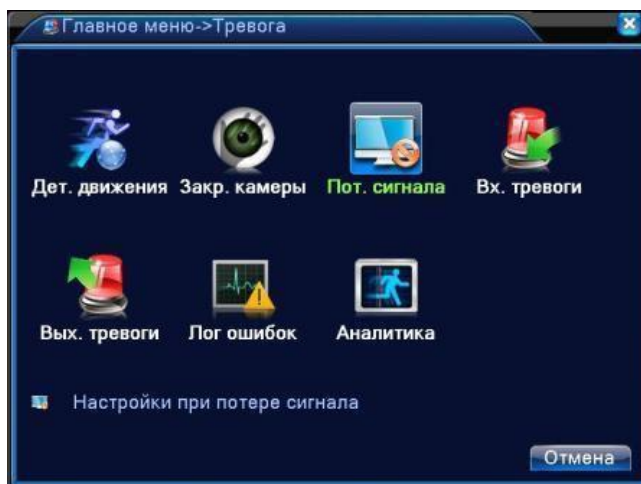 Главное меню->Тревога
Дет. движения Закр. камеры Пот. сигнала Вх. тревоги
Вых. тревоги Лог ошибок Аналитика
Настройки при потере сигнала
Отмена